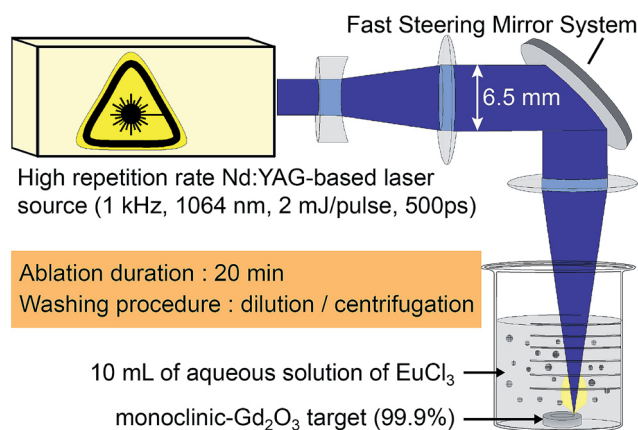 Fast Steering Mirror System
6.5 mm
High repetition rate Nd:YAG-based laser
source (1 kHz, 1064 nm, 2 mJ/pulse, 500ps)
Ablation duration : 20 min
Washing procedure : dilution / centrifugation
10 mL of aqueous solution of EuCl₃
monoclinic-Gd₂O₃ target (99.9%)